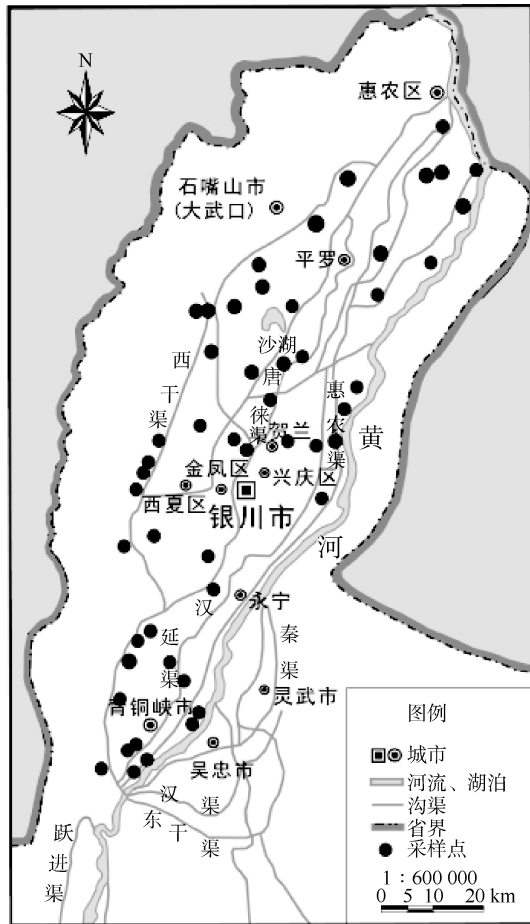 N
惠农区
石嘴山市
(大武口)
平罗
沙湖
西干渠
唐徕渠
惠农渠
黄河
贺兰
金凤区
兴庆区
西夏区
银川市
汉延渠
永宁
秦渠
灵武市
青铜峡市
吴忠市
汉渠
东干渠
跃进渠
图例
城市
河流、湖泊
沟渠
省界
采样点
1：600 000
0 5 10 20 km